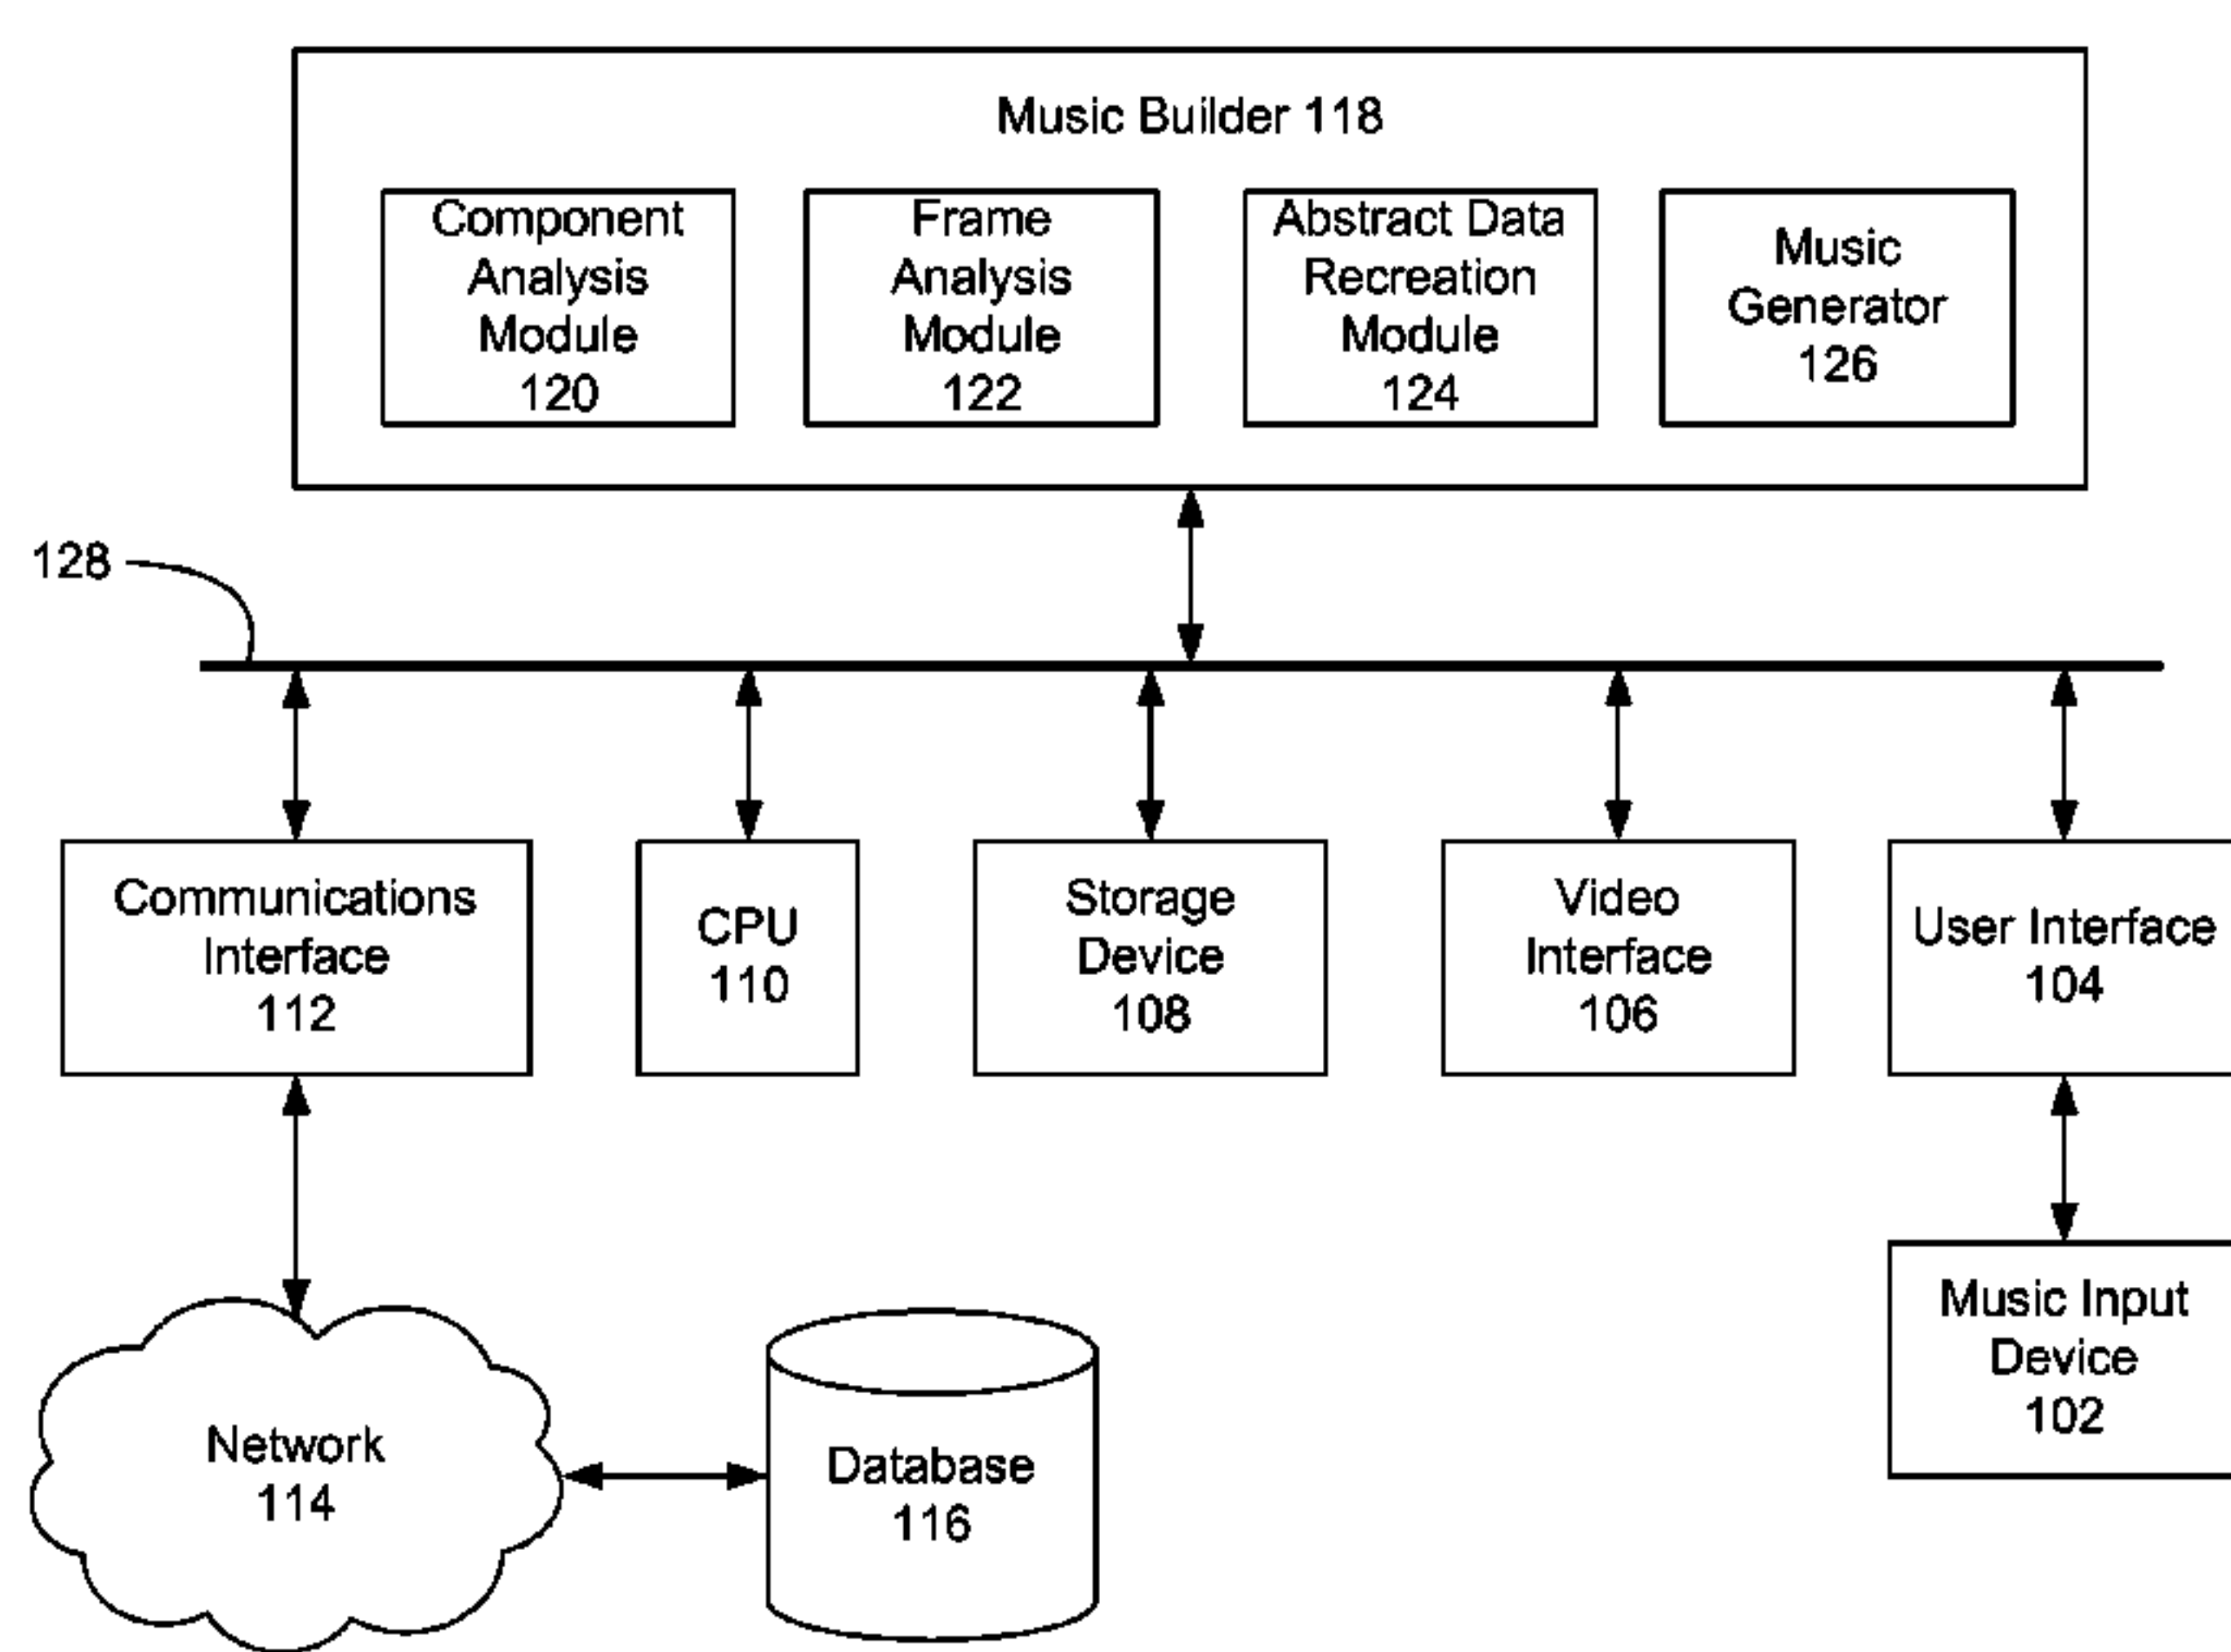 Music Builder 118
Component
Analysis
Module
120
Frame
Analysis
Module
122
Abstract Data
Recreation
Module
124
Music
Generator
126
128
Communications
Interface
112
CPU
110
Storage
Device
108
Video
Interface
106
User Interface
104
Network
114
Database
116
Music Input
Device
102